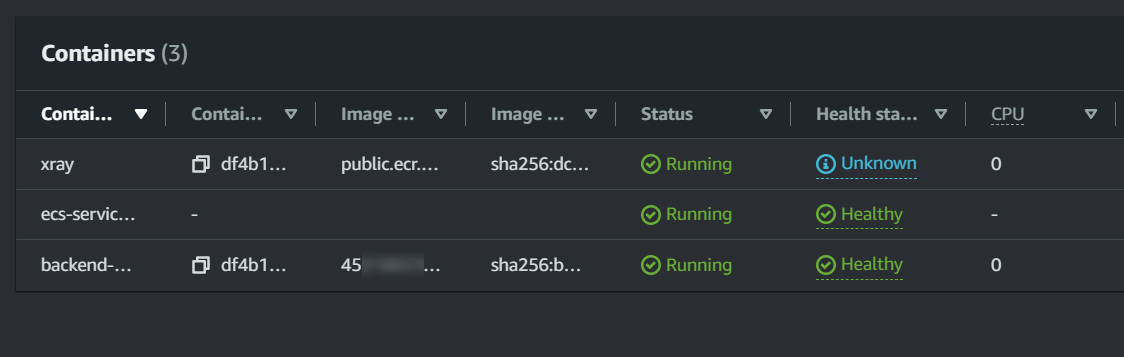 Containers (3)
Contai... Contai... Image ... Image ... Status Health sta... CPU
xray df4b1... public.ecr.... sha256:dc... Running Unknown 0
ecs-servic... - Running Healthy -
backend-... df4b1... 45 ... sha256:b... Running Healthy 0